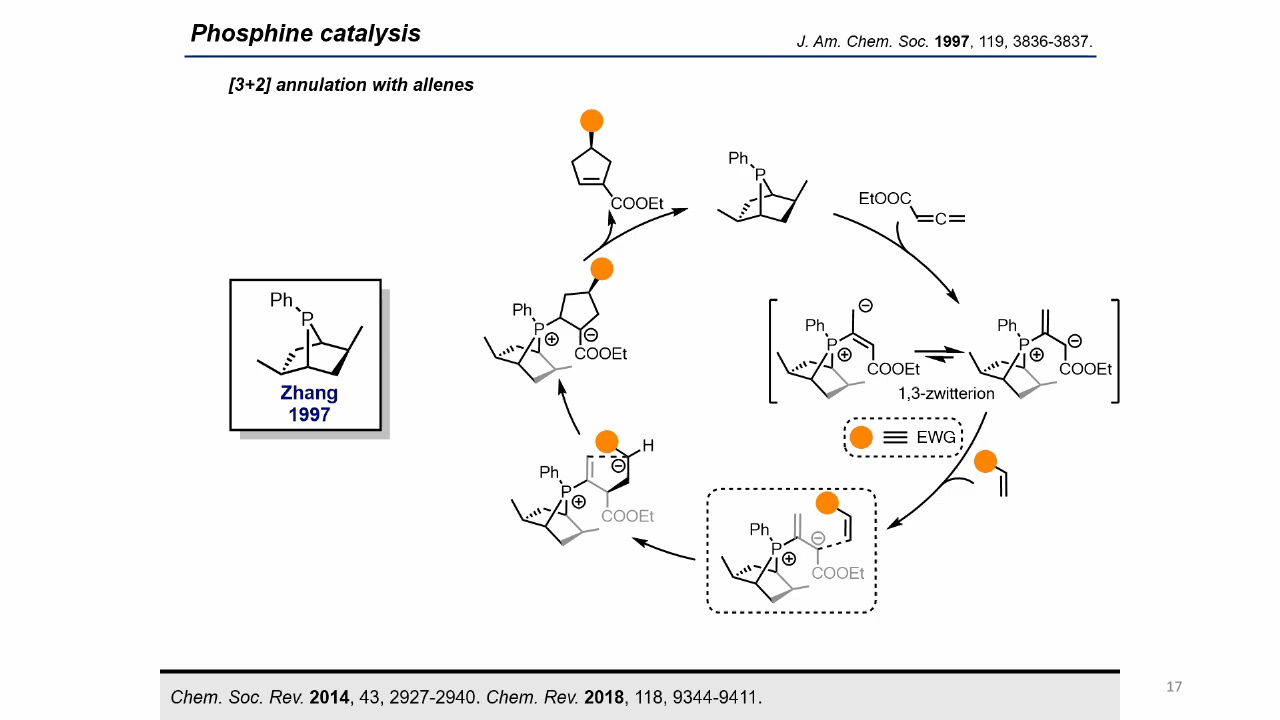 Phosphine catalysis
J. Am. Chem. Soc. 1997, 119, 3836-3837.
[3+2] annulation with allenes
COOEt
Ph
P
EtOOC
C
Ph
P
Zhang
1997
Ph
P
⊕
⊖
COOEt
Ph
P
⊕
⊖
COOEt
Ph
P
⊕
⊖
COOEt
1,3-zwitterion
EWG
Ph
P
⊕
⊖
H
COOEt
Ph
P
⊕
⊖
COOEt
Chem. Soc. Rev. 2014, 43, 2927-2940. Chem. Rev. 2018, 118, 9344-9411.
17